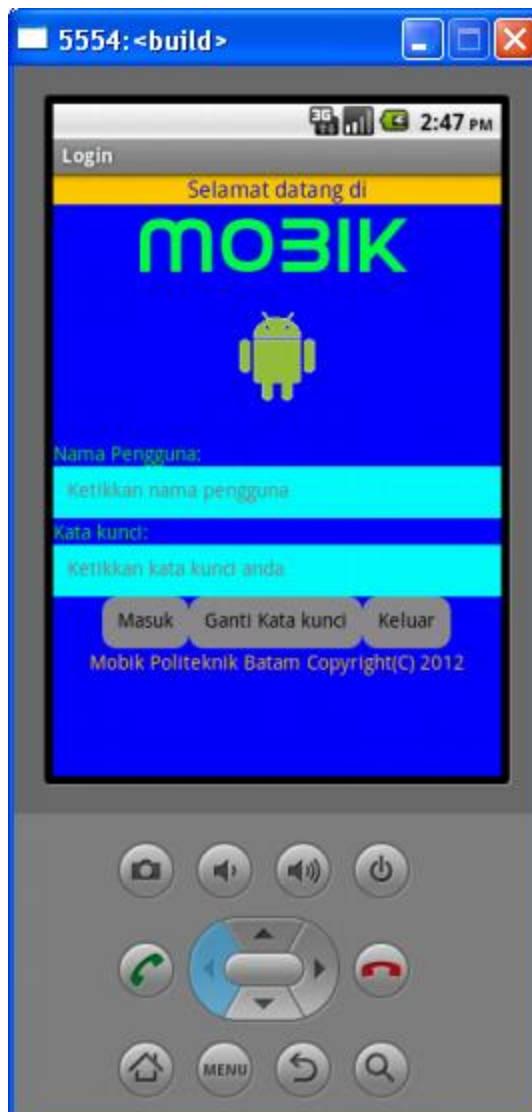 5554:<build>
3G 2:47 PM
Login
Selamat datang di
MOBIK
Nama Pengguna:
Ketikkan nama pengguna
Kata kunci:
Ketikkan kata kunci anda
Masuk Ganti Kata kunci Keluar
Mobik Politeknik Batam Copyright(C) 2012
MENU